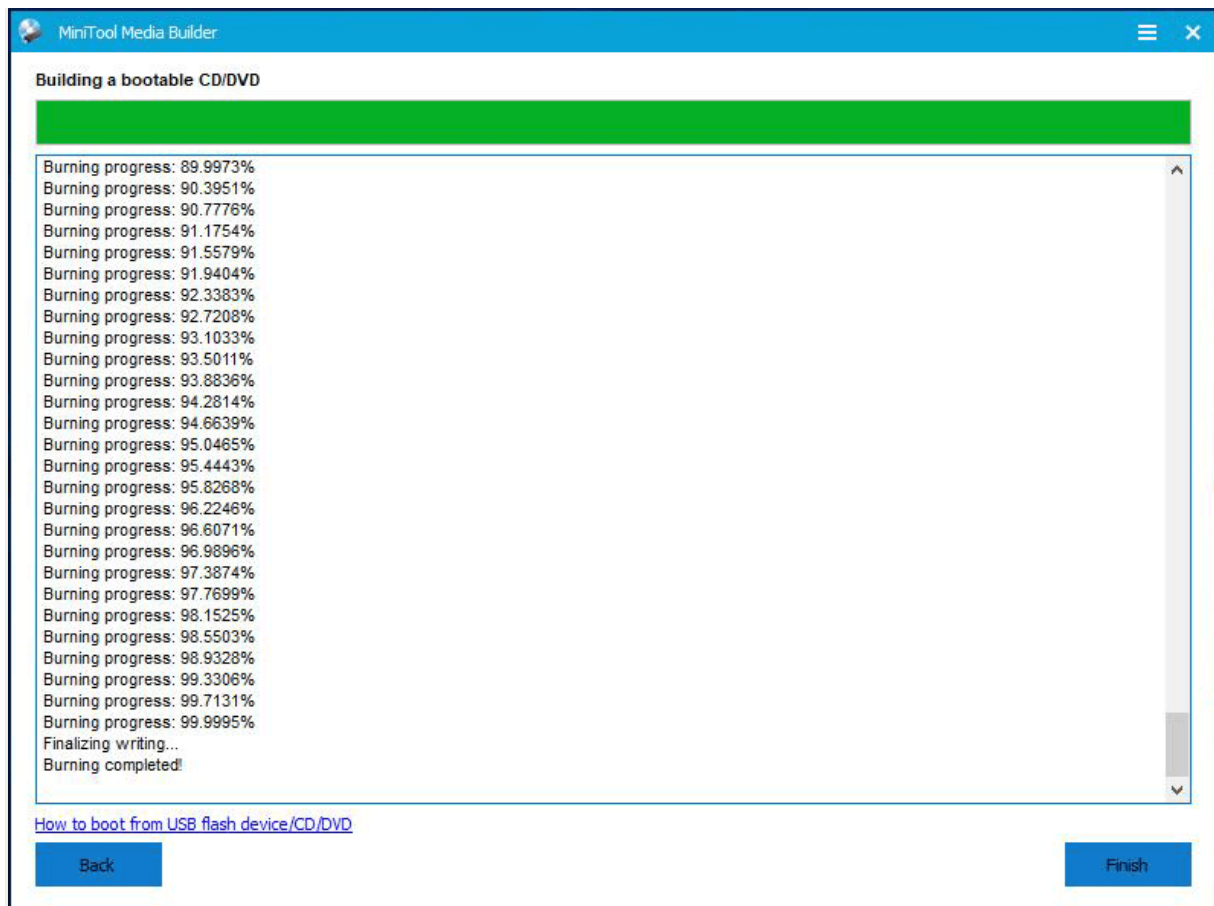 MiniTool Media Builder
Building a bootable CD/DVD
Burning progress: 89.9973%
Burning progress: 90.3951%
Burning progress: 90.7776%
Burning progress: 91.1754%
Burning progress: 91.5579%
Burning progress: 91.9404%
Burning progress: 92.3383%
Burning progress: 92.7208%
Burning progress: 93.1033%
Burning progress: 93.5011%
Burning progress: 93.8836%
Burning progress: 94.2814%
Burning progress: 94.6639%
Burning progress: 95.0465%
Burning progress: 95.4443%
Burning progress: 95.8268%
Burning progress: 96.2246%
Burning progress: 96.6071%
Burning progress: 96.9896%
Burning progress: 97.3874%
Burning progress: 97.7699%
Burning progress: 98.1525%
Burning progress: 98.5503%
Burning progress: 98.9328%
Burning progress: 99.3306%
Burning progress: 99.7131%
Burning progress: 99.9995%
Finalizing writing...
Burning completed!
How to boot from USB flash device/CD/DVD
Back
Finish